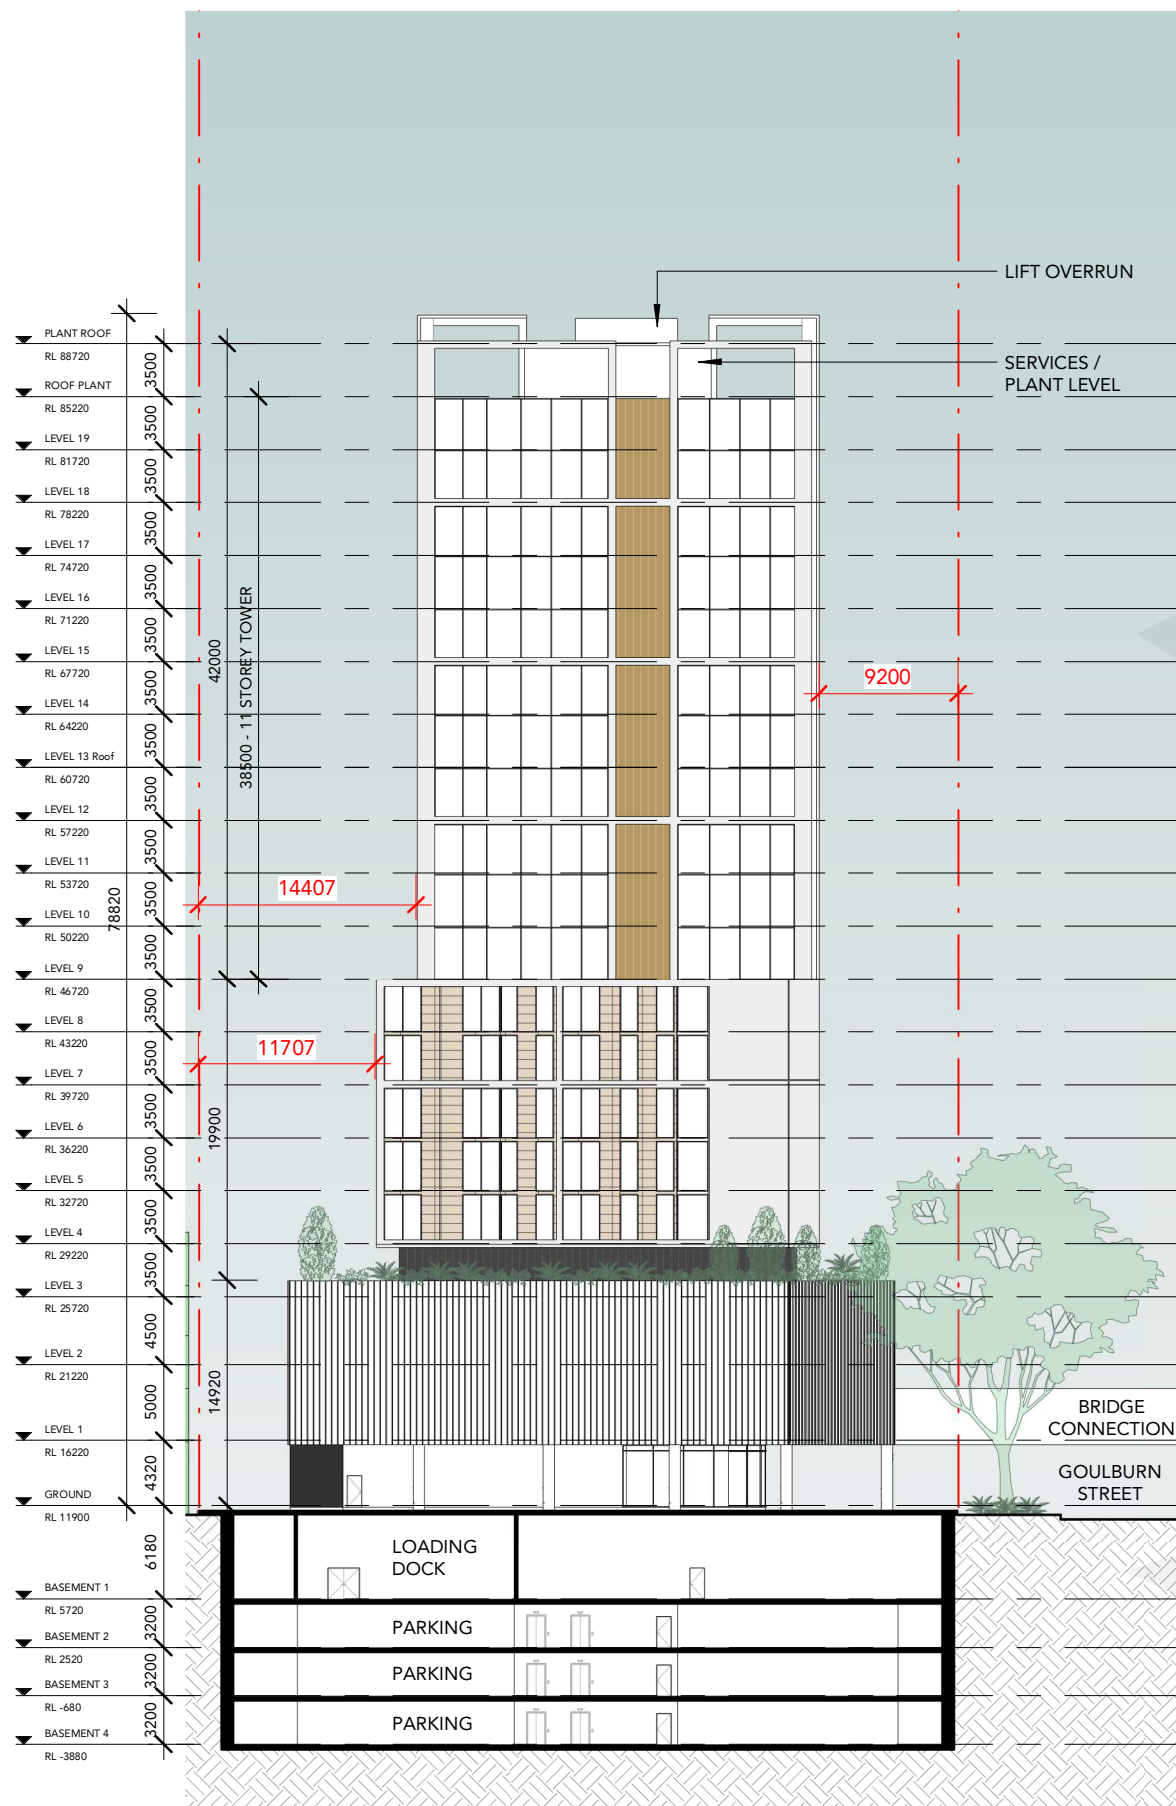 LIFT OVERRUN
SERVICES /
PLANT LEVEL
PLANT ROOF
RL 88720
3500
ROOF PLANT
RL 85220
3500
LEVEL 19
RL 81720
3500
LEVEL 18
RL 78220
3500
LEVEL 17
RL 74720
3500
LEVEL 16
RL 71220
3500
LEVEL 15
RL 67720
3500
LEVEL 14
RL 64220
3500
LEVEL 13 Roof
RL 60720
3500
LEVEL 12
RL 57220
3500
LEVEL 11
RL 53720
3500
LEVEL 10
RL 50220
3500
LEVEL 9
RL 46720
3500
LEVEL 8
RL 43220
3500
LEVEL 7
RL 39720
3500
LEVEL 6
RL 36220
3500
LEVEL 5
RL 32720
3500
LEVEL 4
RL 29220
3500
LEVEL 3
RL 25720
4500
LEVEL 2
RL 21220
5000
LEVEL 1
RL 16220
4320
GROUND
RL 11900
6180
BASEMENT 1
RL 5720
3200
BASEMENT 2
RL 2520
3200
BASEMENT 3
RL -680
3200
BASEMENT 4
RL -3880
78820
42000
38500 - 11 STOREY TOWER
19900
14920
9200
14407
11707
BRIDGE
CONNECTION
GOULBURN
STREET
LOADING
DOCK
PARKING
PARKING
PARKING